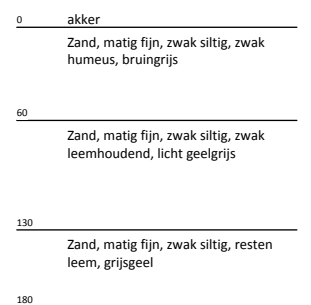 0 akker
Zand, matig fijn, zwak siltig, zwak
humeus, bruingrijs
60
Zand, matig fijn, zwak siltig, zwak
leemhoudend, licht geelgrijs
130
Zand, matig fijn, zwak siltig, resten
leem, grijsgeel
180